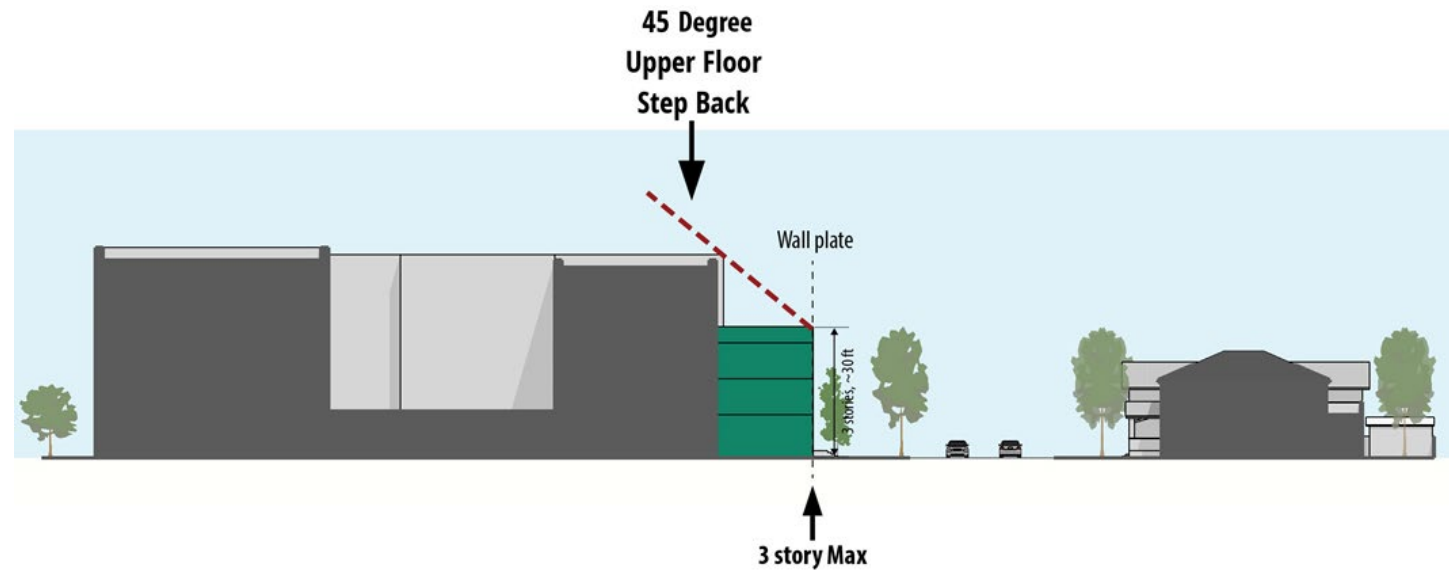 45 Degree
Upper Floor
Step Back
Wall plate
3 stories, ~30 ft
3 story Max